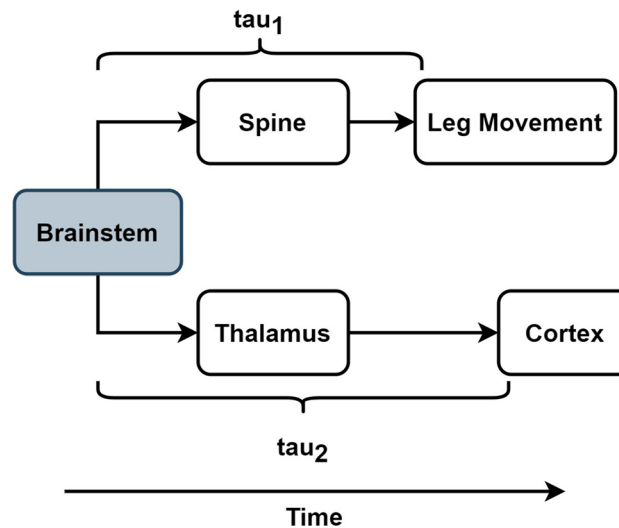 tau1
Spine
Leg Movement
Brainstem
Thalamus
Cortex
tau2
Time